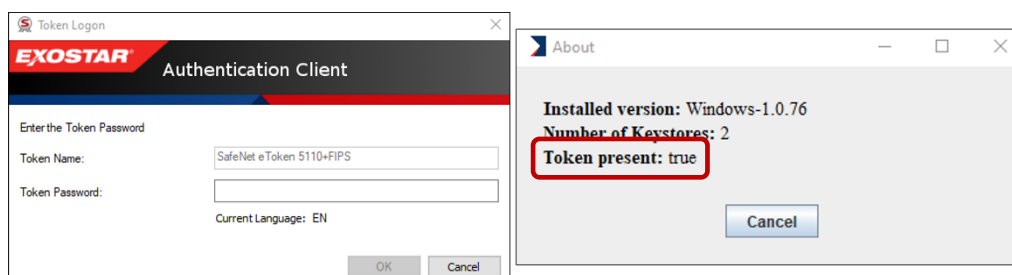 Token Logon
EXOSTAR®
Authentication Client
Enter the Token Password
Token Name:
SafeNet eToken 5110+FIPS
Token Password:
Current Language: EN
OK
Cancel
About
Installed version: Windows-1.0.76
Number of Keystores: 2
Token present: true
Cancel